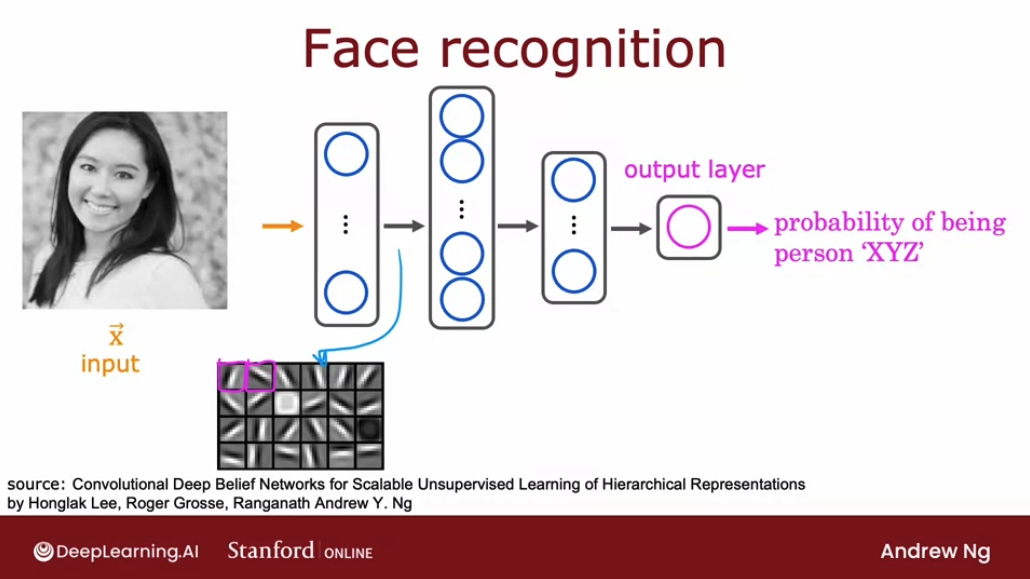 Face recognition
output layer
probability of being
person ‘XYZ’
x⃗
input
source: Convolutional Deep Belief Networks for Scalable Unsupervised Learning of Hierarchical Representations
by Honglak Lee, Roger Grosse, Ranganath Andrew Y. Ng
DeepLearning.AI
Stanford | ONLINE
Andrew Ng